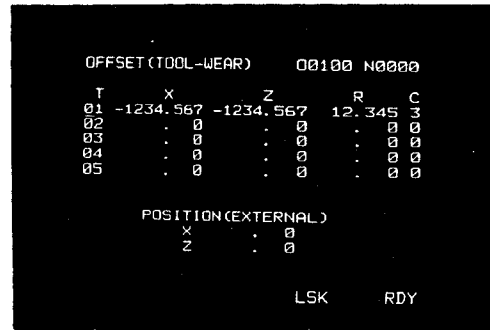 OFFSET(TOOL-WEAR) O0100 N0000
T X Z R C
01 -1234.567 -1234.567 12.345 3
02 . 0 . 0 . 0 0
03 . 0 . 0 . 0 0
04 . 0 . 0 . 0 0
05 . 0 . 0 . 0 0
POSITION(EXTERNAL)
X . 0
Z . 0
LSK RDY